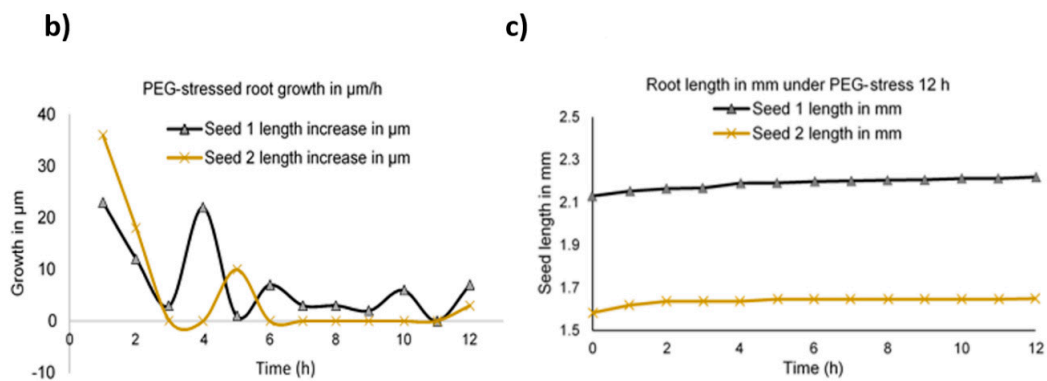 b)
PEG-stressed root growth in µm/h
Seed 1 length increase in µm
Seed 2 length increase in µm
Growth in µm
40
30
20
10
0
-10
0
2
4
6
8
10
12
Time (h)
c)
Root length in mm under PEG-stress 12 h
Seed 1 length in mm
Seed 2 length in mm
Seed length in mm
2.5
2.3
2.1
1.9
1.7
1.5
0
2
4
6
8
10
12
Time (h)